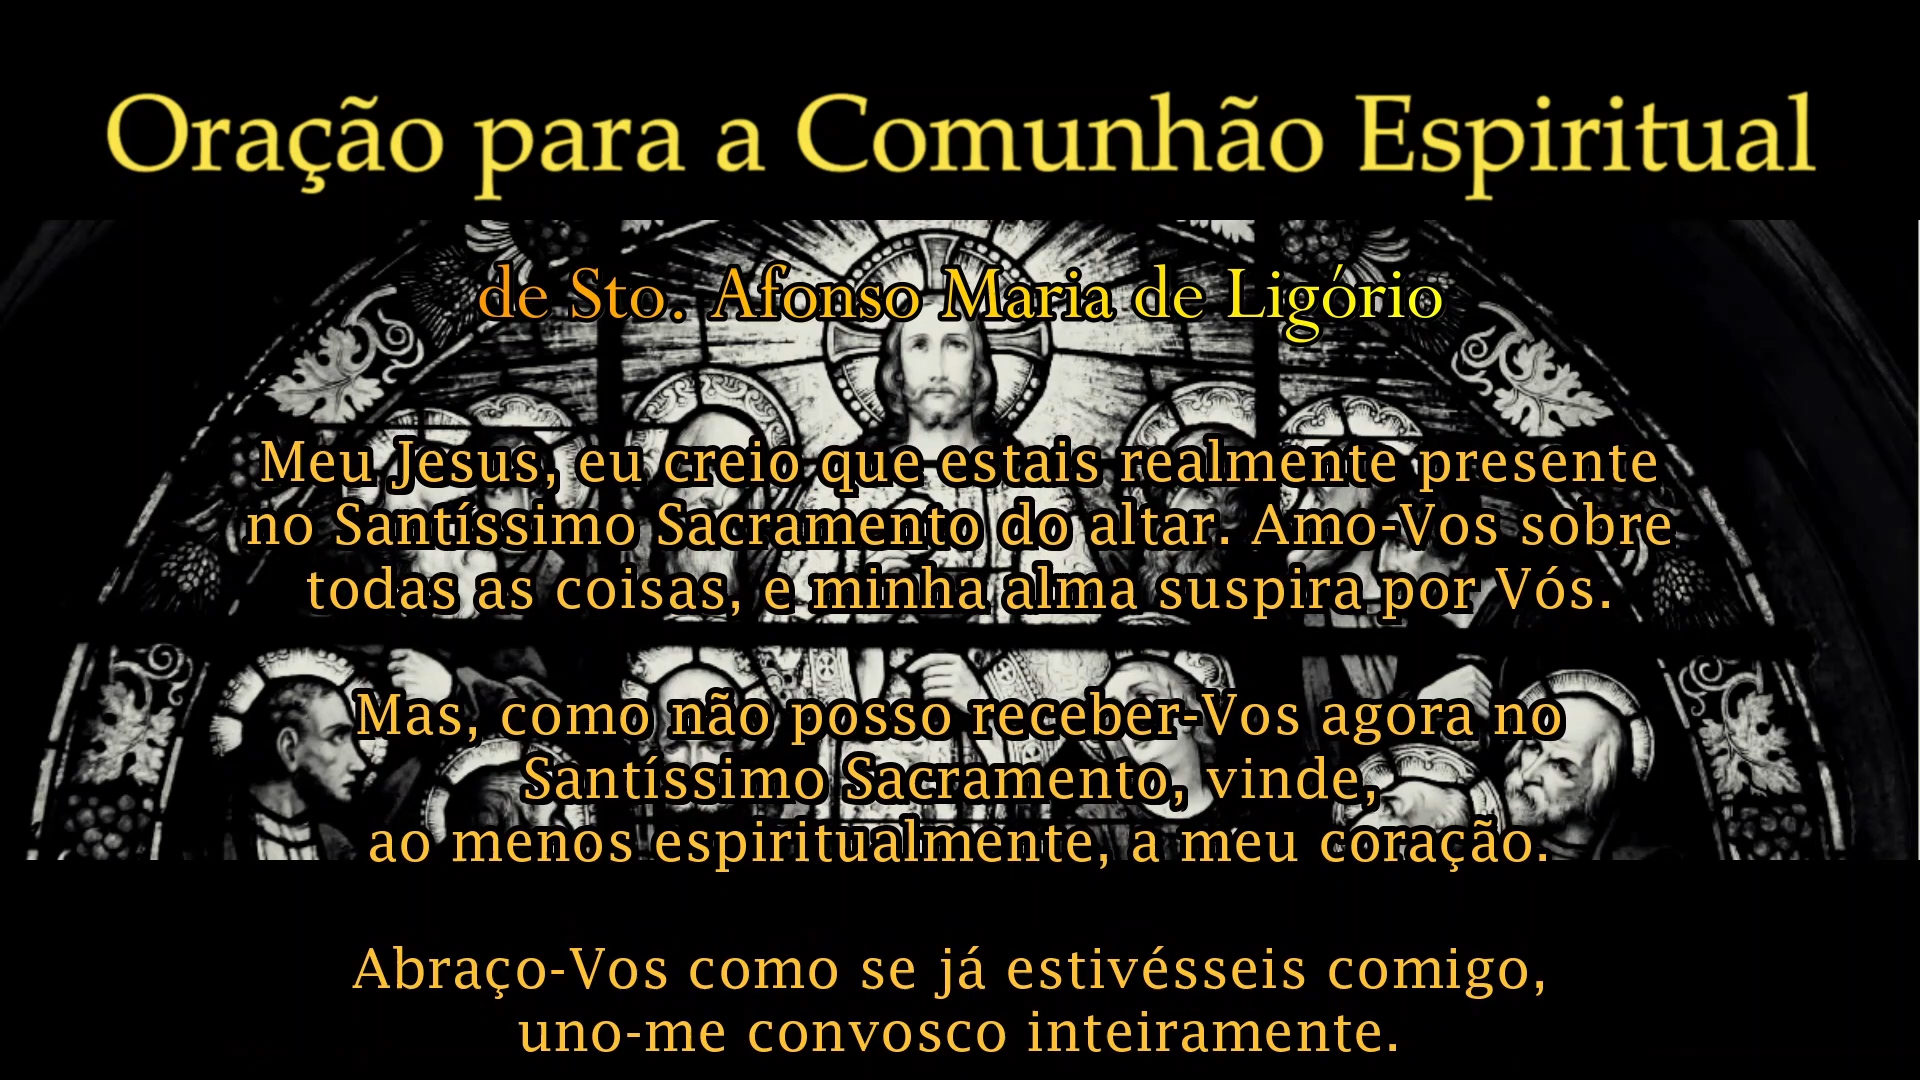 Oração para a Comunhão Espiritual
de Sto. Afonso Maria de Ligório
Meu Jesus, eu creio que estais realmente presente
no Santíssimo Sacramento do altar. Amo-Vos sobre
todas as coisas, e minha alma suspira por Vós.
Mas, como não posso receber-Vos agora no
Santíssimo Sacramento, vinde,
ao menos espiritualmente, a meu coração.
Abraço-Vos como se já estivésseis comigo,
uno-me convosco inteiramente.